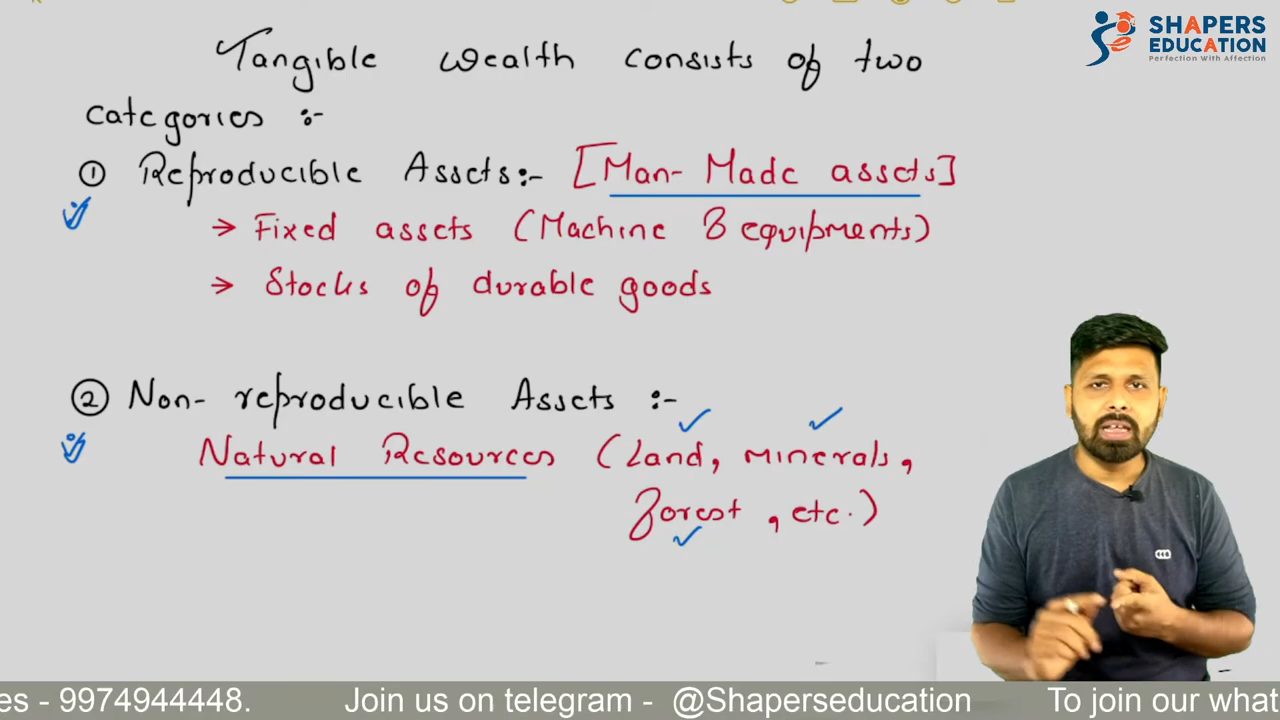 SHAPERS
EDUCATION
Perfection With Affection
Tangible wealth consists of two
categories :-
① Reproducible Assets:- [Man-Made assets]
→ Fixed assets (Machine & equipments)
→ Stocks of durable goods
② Non-reproducible Assets :-
Natural Resources (Land, minerals,
forest, etc.)
es - 9974944448. Join us on telegram - @Shaperseducation To join our what